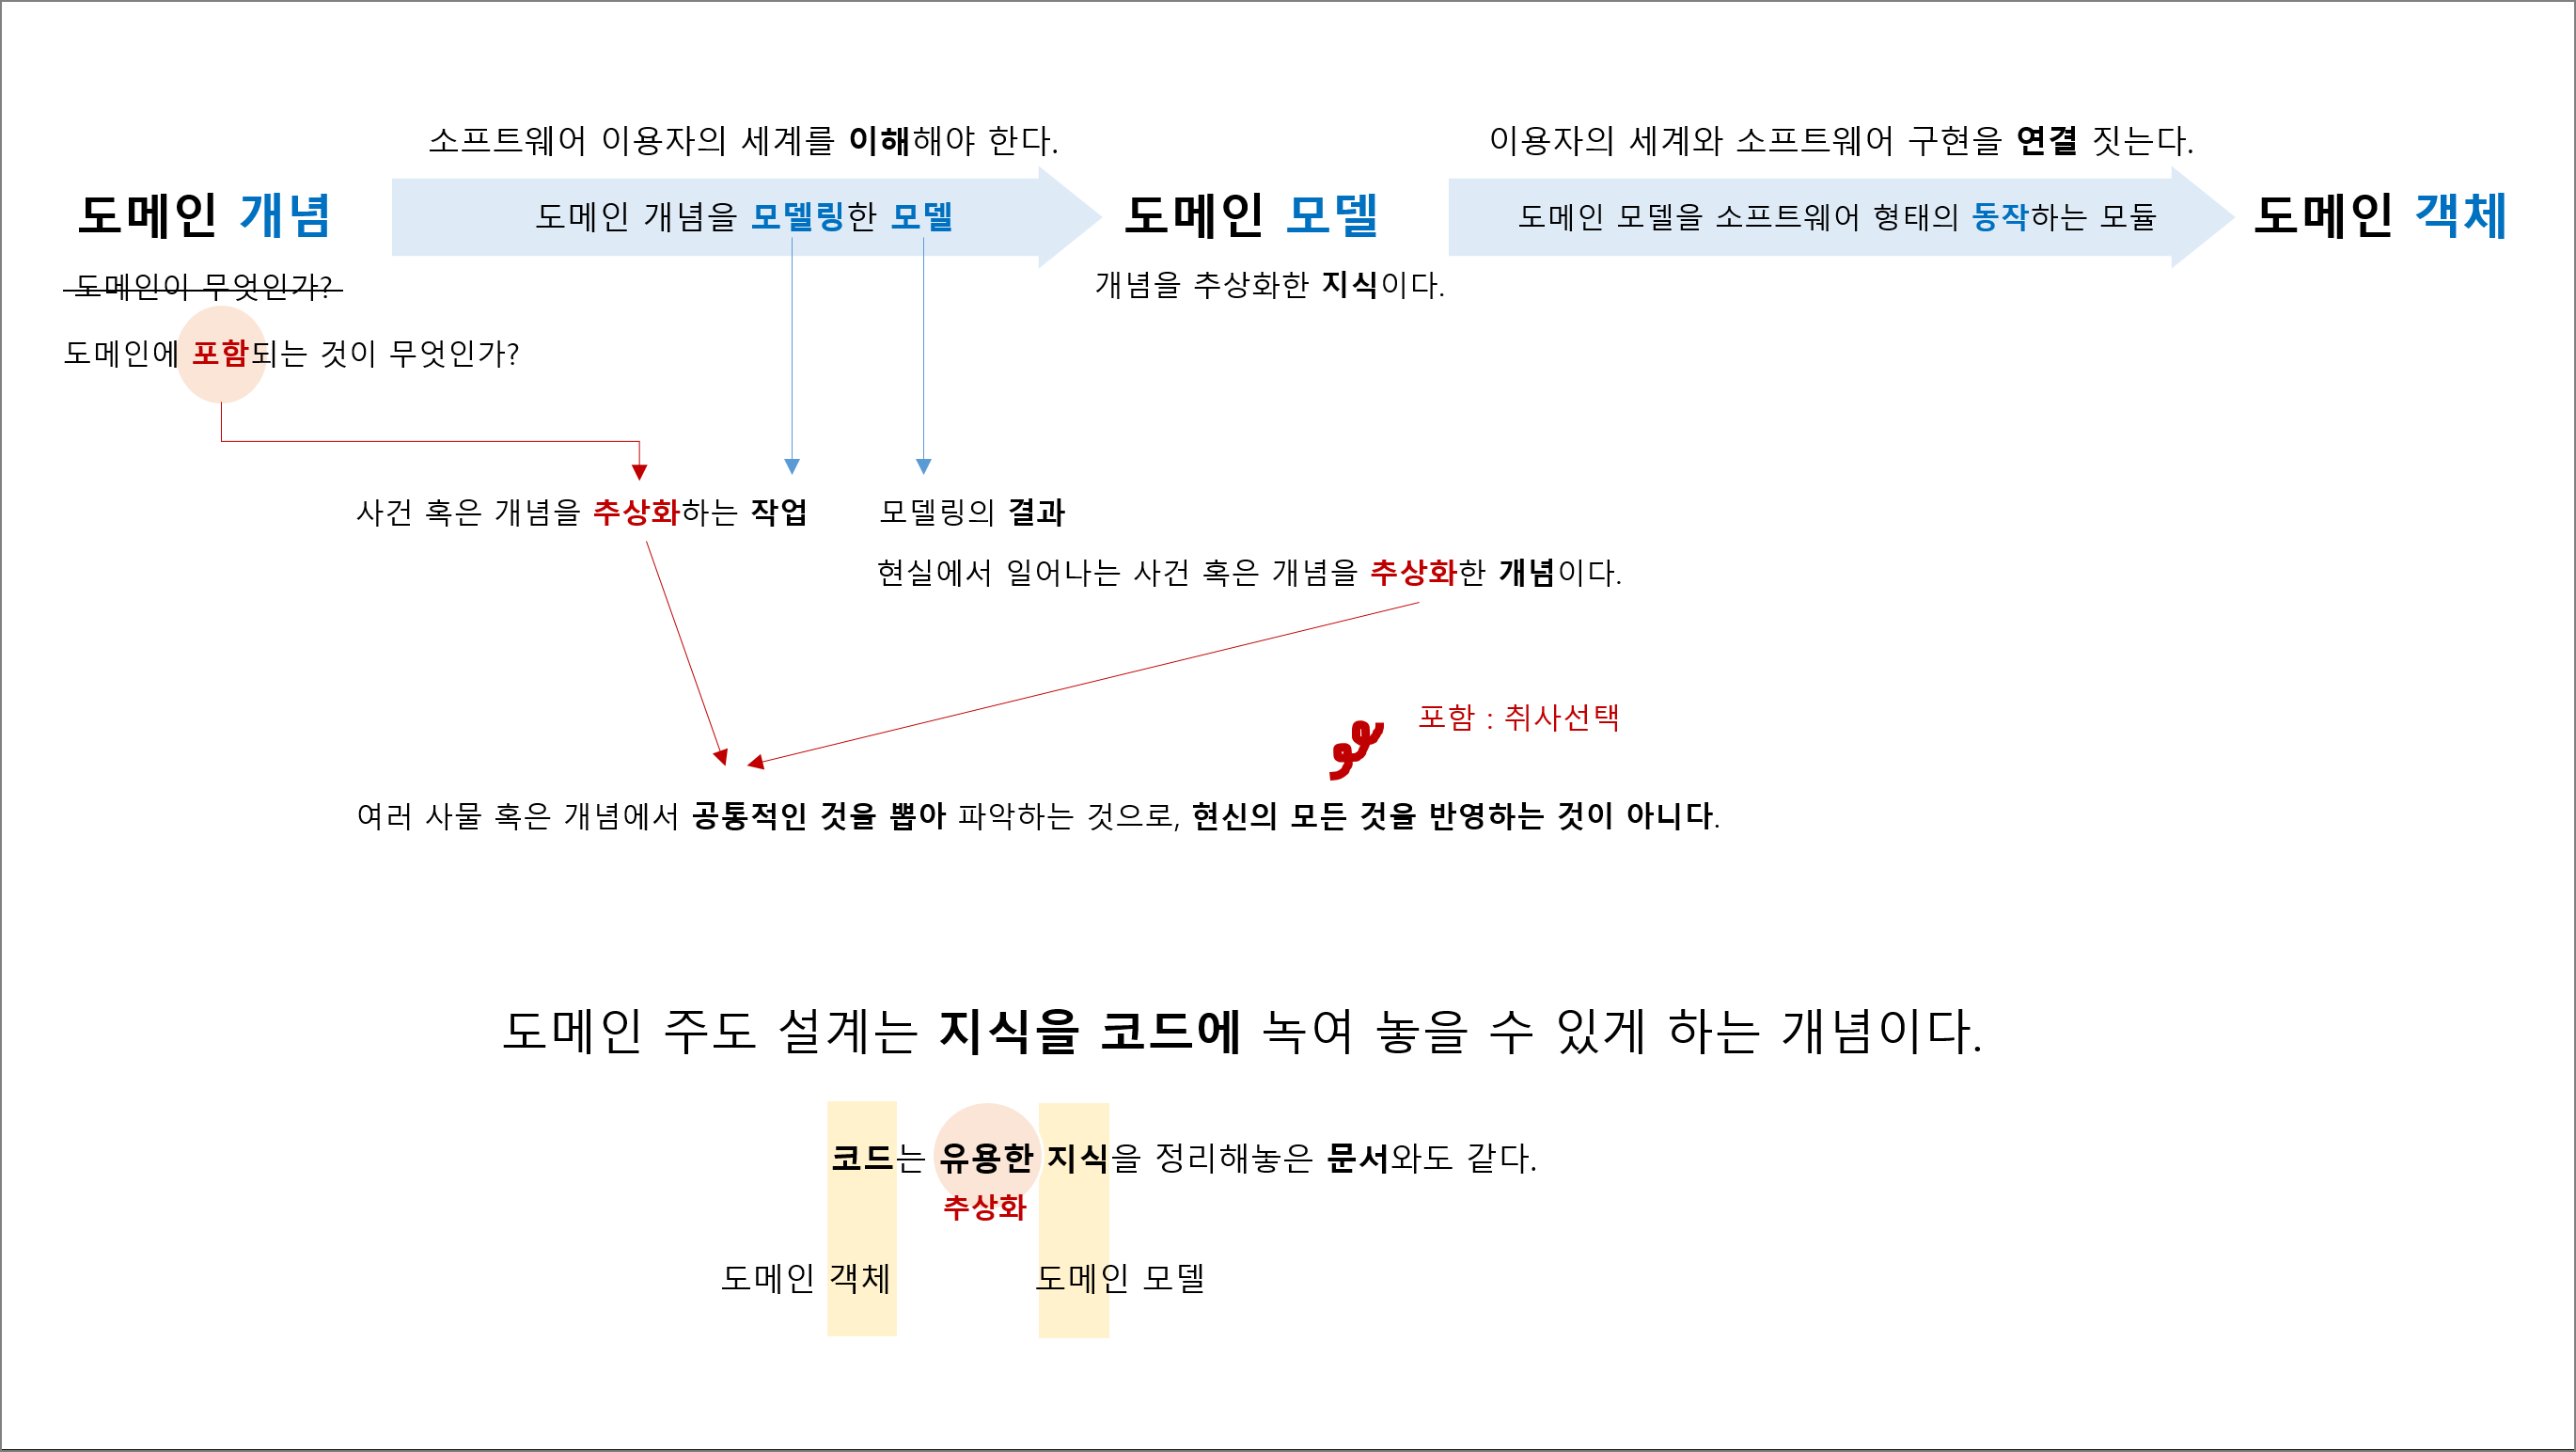 소프트웨어 이용자의 세계를 이해해야 한다.
이용자의 세계와 소프트웨어 구현을 연결 짓는다.
도메인 개념
도메인 개념을 모델링한 모델
도메인 모델
도메인 모델을 소프트웨어 형태의 동작하는 모듈
도메인 객체
도메인이 무엇인가?
개념을 추상화한 지식이다.
도메인에 포함되는 것이 무엇인가?
사건 혹은 개념을 추상화하는 작업
모델링의 결과
현실에서 일어나는 사건 혹은 개념을 추상화한 개념이다.
포함 : 취사선택
여러 사물 혹은 개념에서 공통적인 것을 뽑아 파악하는 것으로, 현신의 모든 것을 반영하는 것이 아니다.
도메인 주도 설계는 지식을 코드에 녹여 놓을 수 있게 하는 개념이다.
코드는 유용한 지식을 정리해놓은 문서와도 같다.
추상화
도메인 객체
도메인 모델